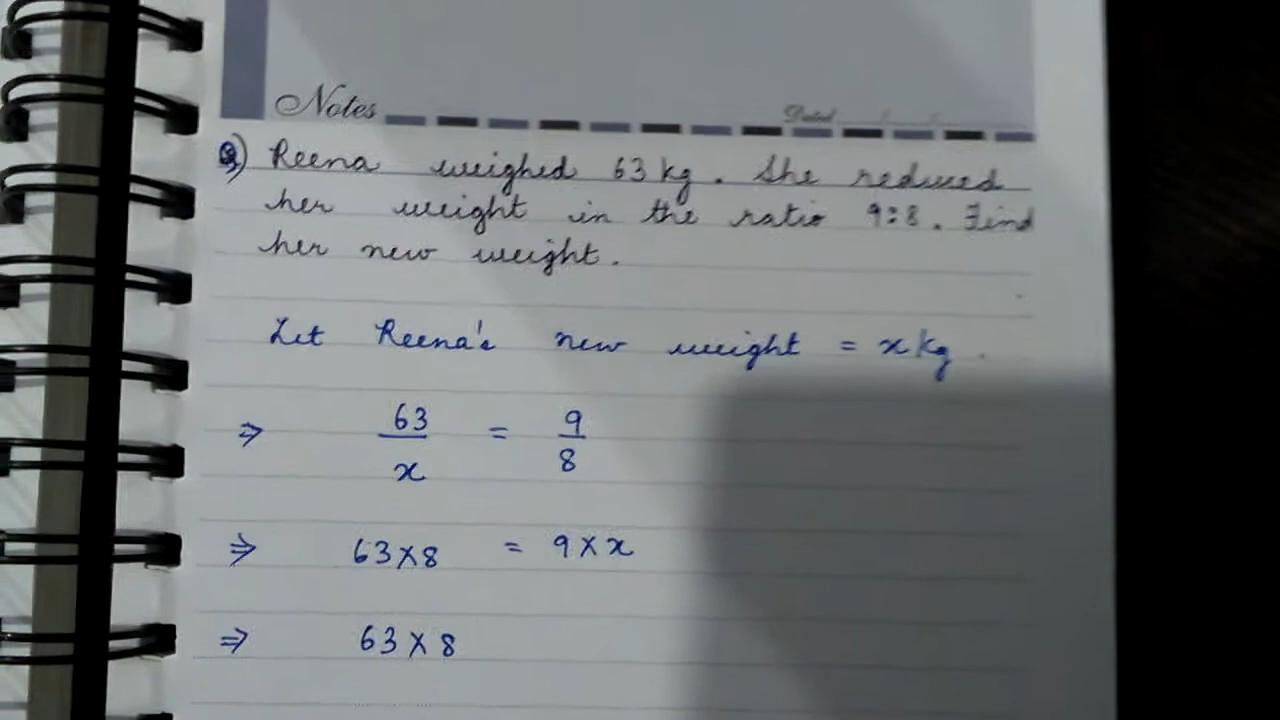 Notes
Dated / /
Q) Reena weighed 63 kg. She reduced
her weight in the ratio 9:8. Find
her new weight.
Let Reena's new weight = x kg.
⇒ 63/x = 9/8
⇒ 63×8 = 9×x
⇒ 63×8